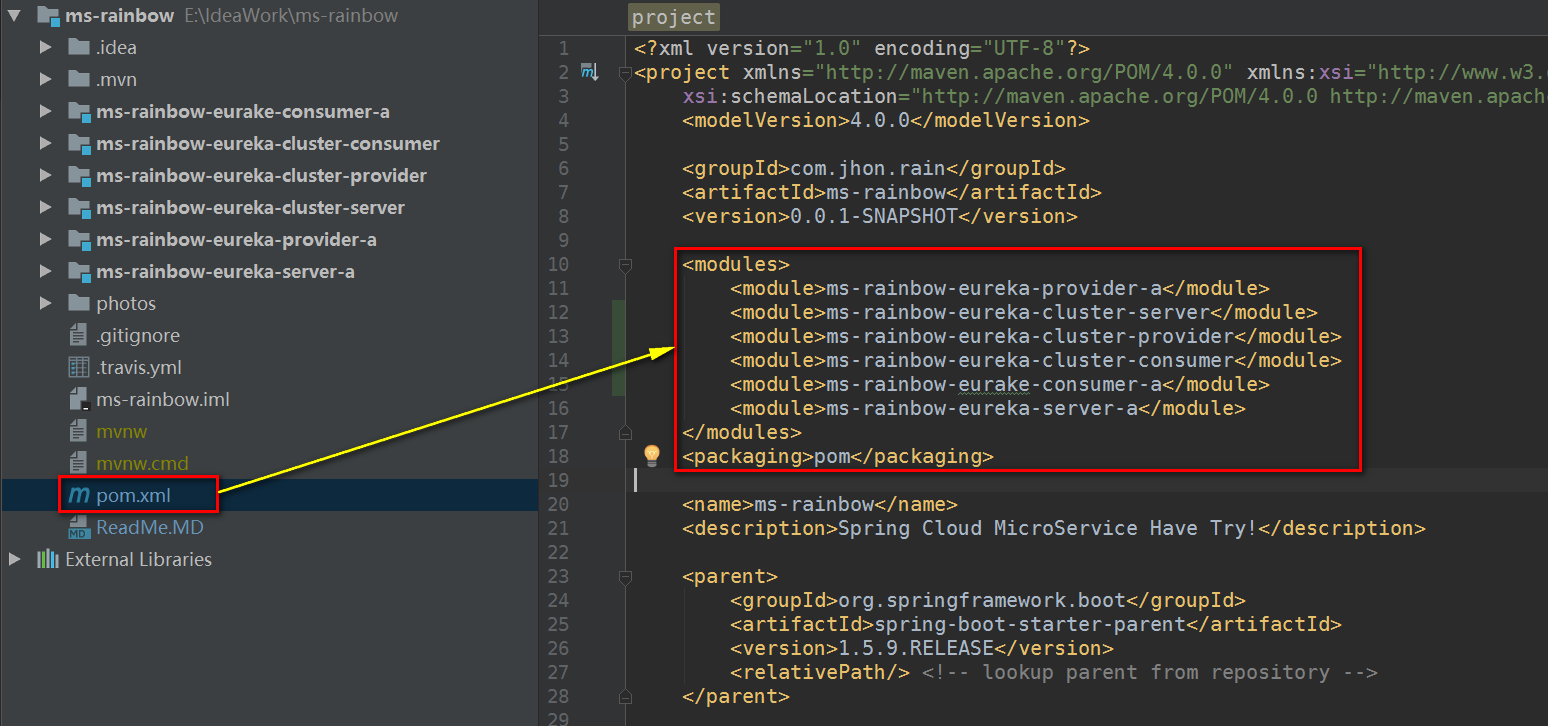 ms-rainbow E:\IdeaWork\ms-rainbow
.idea
.mvn
ms-rainbow-eurake-consumer-a
ms-rainbow-eureka-cluster-consumer
ms-rainbow-eureka-cluster-provider
ms-rainbow-eureka-cluster-server
ms-rainbow-eureka-provider-a
ms-rainbow-eureka-server-a
photos
.gitignore
.travis.yml
ms-rainbow.iml
mvnw
mvnw.cmd
m pom.xml
MD ReadMe.MD
External Libraries
project
1 <?xml version="1.0" encoding="UTF-8"?>
2 m <project xmlns="http://maven.apache.org/POM/4.0.0" xmlns:xsi="http://www.w3.
3 xsi:schemaLocation="http://maven.apache.org/POM/4.0.0 http://maven.apach
4 <modelVersion>4.0.0</modelVersion>
5
6 <groupId>com.jhon.rain</groupId>
7 <artifactId>ms-rainbow</artifactId>
8 <version>0.0.1-SNAPSHOT</version>
9
10 <modules>
11 <module>ms-rainbow-eureka-provider-a</module>
12 <module>ms-rainbow-eureka-cluster-server</module>
13 <module>ms-rainbow-eureka-cluster-provider</module>
14 <module>ms-rainbow-eureka-cluster-consumer</module>
15 <module>ms-rainbow-eurake-consumer-a</module>
16 <module>ms-rainbow-eureka-server-a</module>
17 </modules>
18 <packaging>pom</packaging>
19
20 <name>ms-rainbow</name>
21 <description>Spring Cloud MicroService Have Try!</description>
22
23 <parent>
24 <groupId>org.springframework.boot</groupId>
25 <artifactId>spring-boot-starter-parent</artifactId>
26 <version>1.5.9.RELEASE</version>
27 <relativePath/> <!-- lookup parent from repository -->
28 </parent>
29